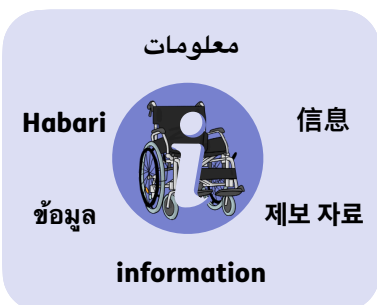 معلومات
Habari
信息
ข้อมูล
제보 자료
information